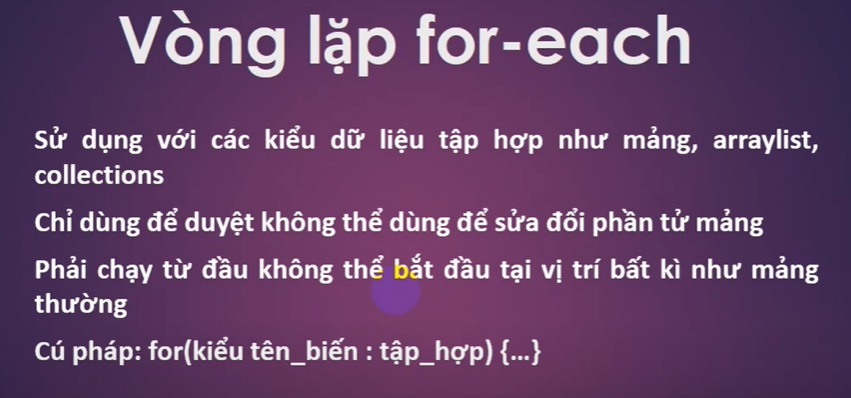 Vòng lặp for-each
Sử dụng với các kiểu dữ liệu tập hợp như mảng, arraylist,
collections
Chỉ dùng để duyệt không thể dùng để sửa đổi phần tử mảng
Phải chạy từ đầu không thể bắt đầu tại vị trí bất kì như mảng
thường
Cú pháp: for(kiểu tên_biến : tập_hợp) {...}